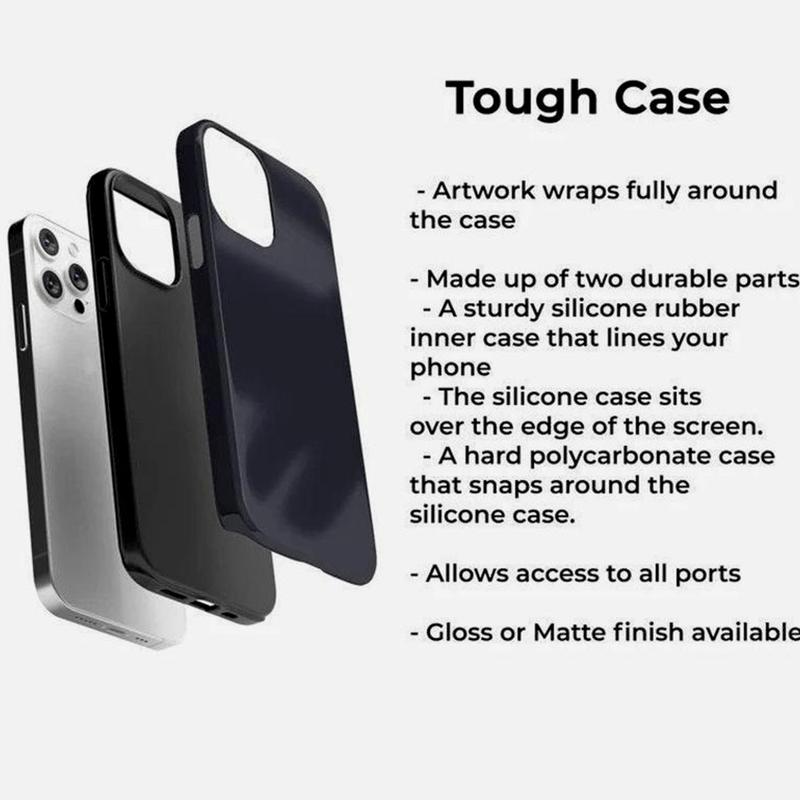 Tough Case
- Artwork wraps fully around
the case
- Made up of two durable parts
- A sturdy silicone rubber
inner case that lines your
phone
- The silicone case sits
over the edge of the screen.
- A hard polycarbonate case
that snaps around the
silicone case.
- Allows access to all ports
- Gloss or Matte finish available